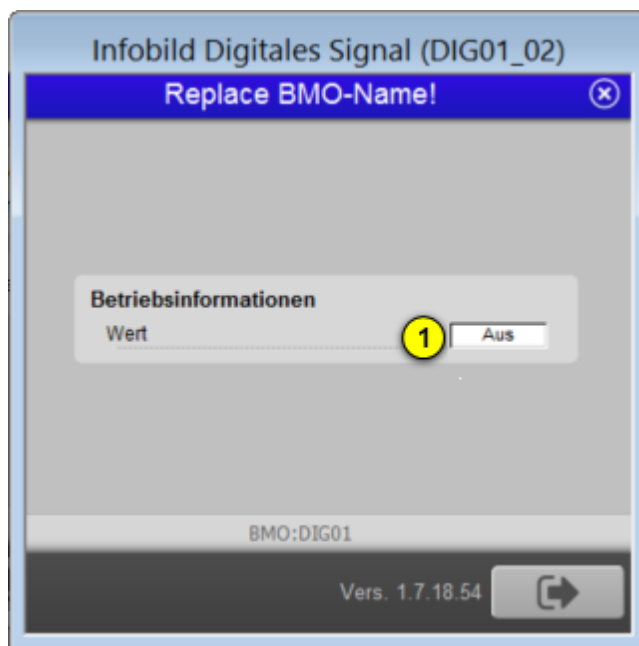 Infobild Digitales Signal (DIG01_02)
Replace BMO-Name!
Betriebsinformationen
Wert 1 Aus
BMO:DIG01
Vers. 1.7.18.54